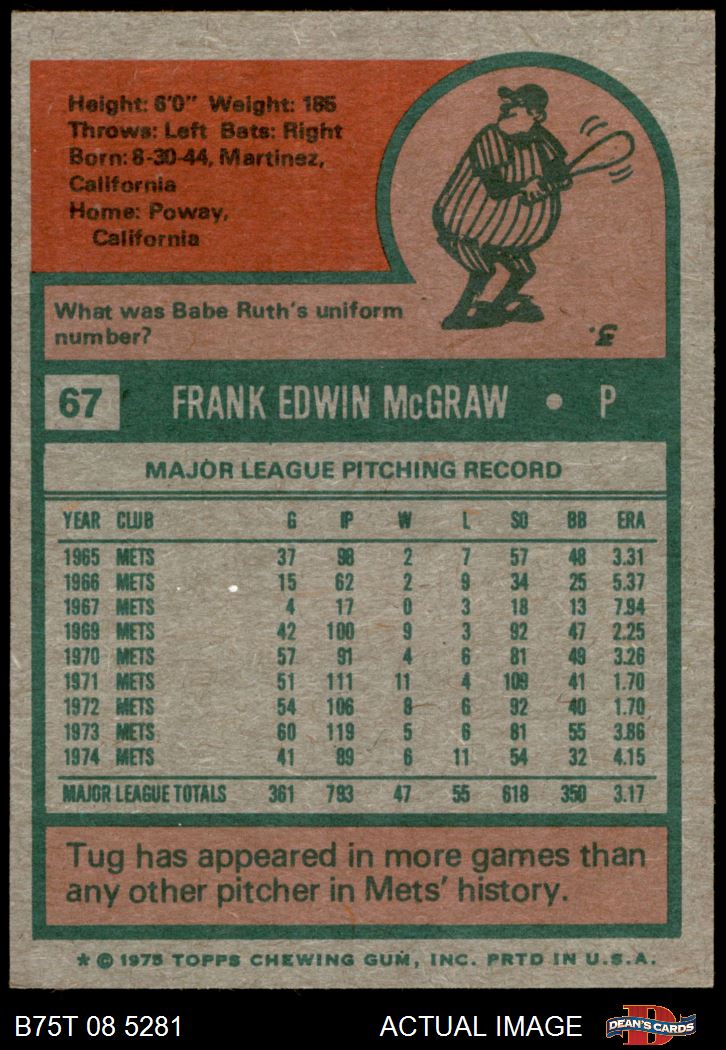 Height: 6'0" Weight: 185
Throws: Left Bats: Right
Born: 8-30-44, Martinez,
California
Home: Poway,
California
What was Babe Ruth's uniform
number?
3.
67 FRANK EDWIN McGRAW • P
MAJOR LEAGUE PITCHING RECORD
YEAR CLUB G IP W L SO BB ERA
1965 METS 37 98 2 7 57 48 3.31
1966 METS 15 62 2 9 34 25 5.37
1967 METS 4 17 0 3 18 13 7.94
1969 METS 42 100 9 3 92 47 2.25
1970 METS 57 91 4 6 81 49 3.26
1971 METS 51 111 11 4 109 41 1.70
1972 METS 54 106 8 6 92 40 1.70
1973 METS 60 119 5 6 81 55 3.86
1974 METS 41 89 6 11 54 32 4.15
MAJOR LEAGUE TOTALS 361 793 47 55 618 350 3.17
Tug has appeared in more games than
any other pitcher in Mets' history.
* © 1975 TOPPS CHEWING GUM, INC. PRTD IN U.S.A.
B75T 08 5281 ACTUAL IMAGE DEAN'S CARDS